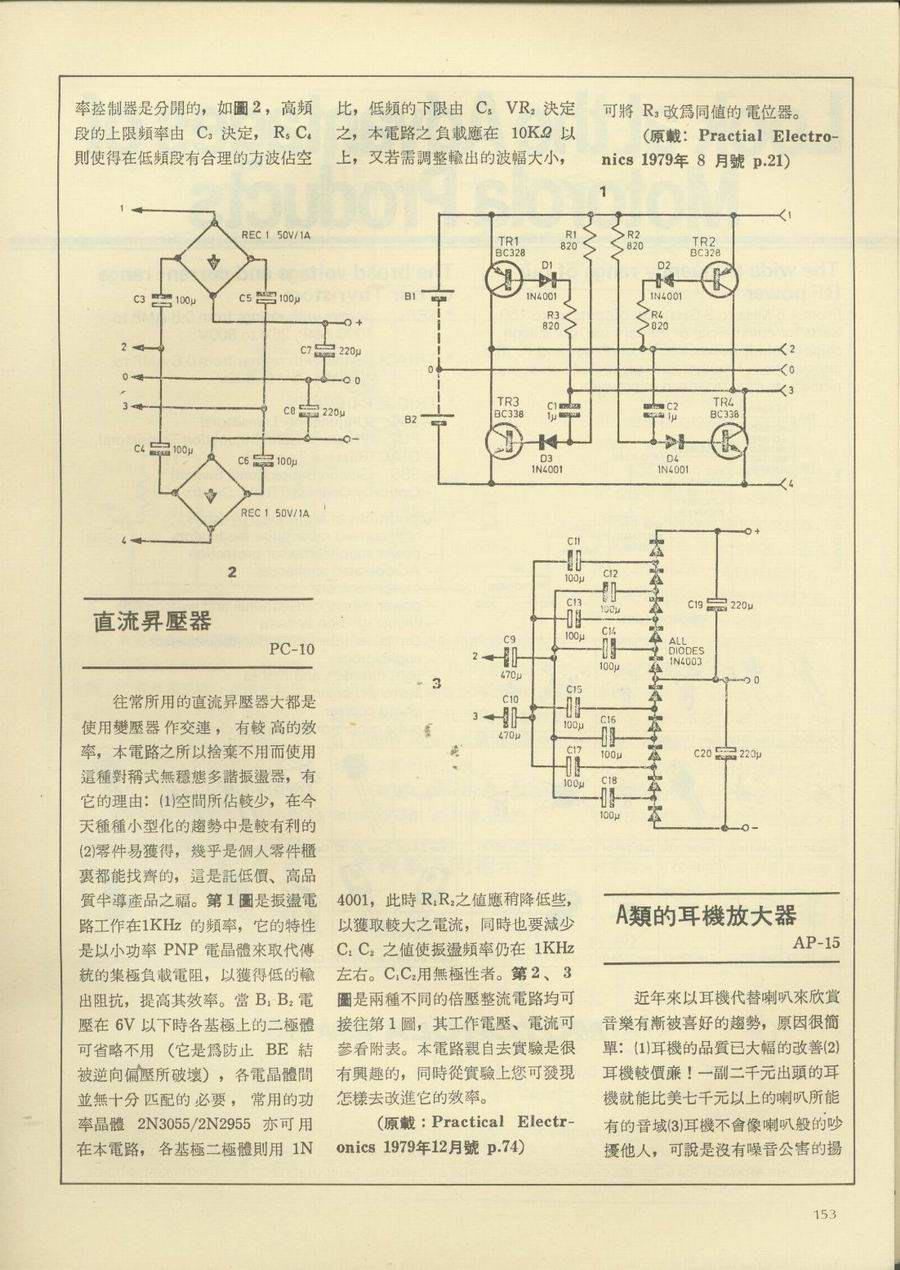 率控制器是分開的，如圖2，高頻
段的上限頻率由 C₃ 決定， R₅ C₄
則使得在低頻段有合理的方波佔空
比，低頻的下限由 C₅ VR₂ 決定
之，本電路之負載應在 10KΩ 以
上，又若需調整輸出的波幅大小，
可將 R₃ 改爲同值的電位器。
(原載： Practial Electro-
nics 1979年 8 月號 p.21)
1
REC 1 50V/1A
C3 100μ
C5 100μ
+
C7 220μ
2
0
0
3
C8 220μ
-
C4 100μ
C6 100μ
REC 1 50V/1A
4
2
1
1
TR1
BC328
R1
820
R2
820
TR2
BC328
D1
1N4001
D2
1N4001
B1
R3
820
R4
820
2
0
0
3
TR3
BC338
C1
1μ
C2
1μ
TR4
BC338
B2
D3
1N4001
D4
1N4001
4
C11
100μ
+
C12
100μ
C13
100μ
C19 220μ
C14
100μ
ALL
DIODES
1N4003
C9
2
470μ
0
3
C10
3
470μ
C15
100μ
C16
100μ
C17
100μ
C20 220μ
C18
100μ
-
直流昇壓器
PC-10
往常所用的直流昇壓器大都是
使用變壓器作交連，有較高的效
率，本電路之所以捨棄不用而使用
這種對稱式無穩態多諧振盪器，有
它的理由：(1)空間所佔較少，在今
天種種小型化的趨勢中是較有利的
(2)零件易獲得，幾乎是個人零件櫃
裏都能找齊的，這是託低價、高品
質半導產品之福。第1圖是振盪電
路工作在1KHz 的頻率，它的特性
是以小功率 PNP 電晶體來取代傳
統的集極負載電阻，以獲得低的輸
出阻抗，提高其效率。當 B₁ B₂ 電
壓在 6V 以下時各基極上的二極體
可省略不用（它是爲防止 BE 結
被逆向偏壓所破壞），各電晶體間
並無十分匹配的必要，常用的功
率晶體 2N3055/2N2955 亦可用
在本電路，各基極二極體則用 1N
4001，此時 R₁R₂之值應稍降低些，
以獲取較大之電流，同時也要減少
C₁ C₂ 之值使振盪頻率仍在 1KHz
左右。C₁C₂用無極性者。第2、3
圖是兩種不同的倍壓整流電路均可
接往第1圖，其工作電壓、電流可
參看附表。本電路親自去實驗是很
有興趣的，同時從實驗上您可發現
怎樣去改進它的效率。
(原載：Practical Electr-
onics 1979年12月號 p.74)
A類的耳機放大器
AP-15
近年來以耳機代替喇叭來欣賞
音樂有漸被喜好的趨勢，原因很簡
單：(1)耳機的品質已大幅的改善(2)
耳機較價廉！一副二千元出頭的耳
機就能比美七千元以上的喇叭所能
有的音域(3)耳機不會像喇叭般的吵
擾他人，可說是沒有噪音公害的揚
153